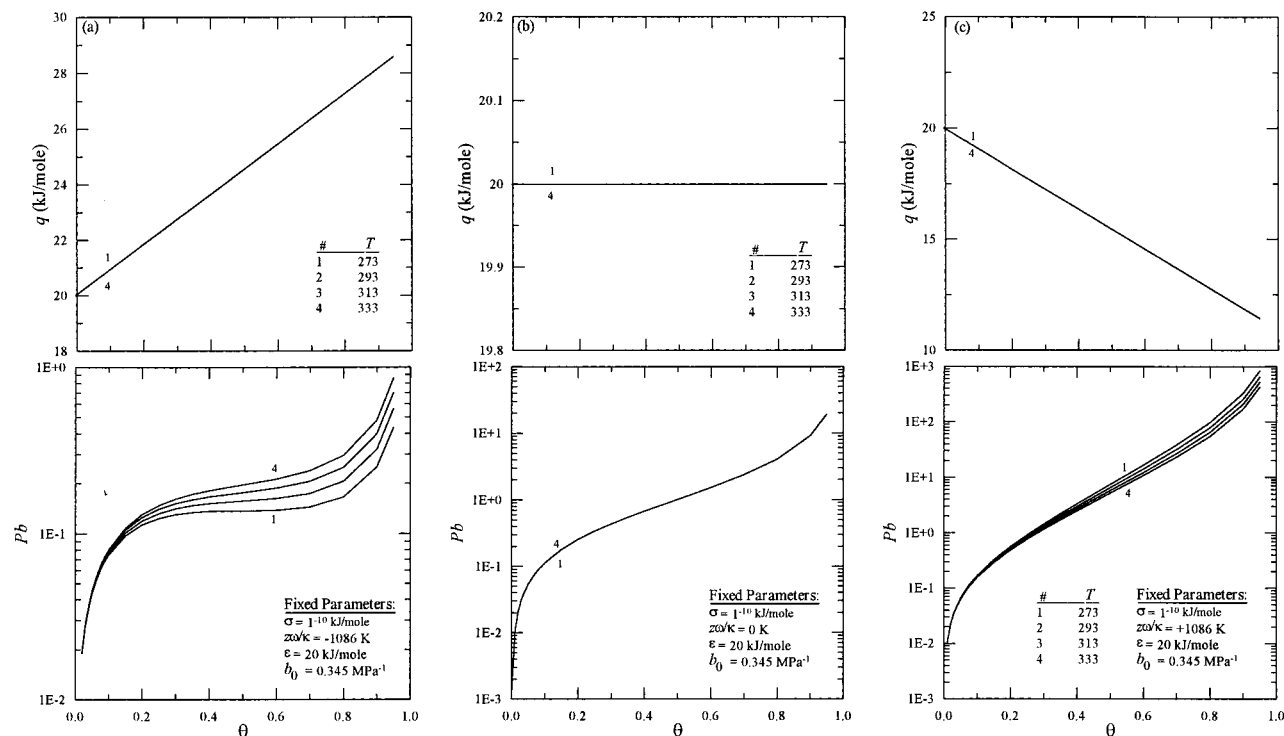 (a)
30
28
26
24
22
20
18
q (kJ/mole)
1
4
# T
1 273
2 293
3 313
4 333
(b)
20.2
20.1
20
19.9
19.8
q (kJ/mole)
1
4
# T
1 273
2 293
3 313
4 333
(c)
25
20
15
10
q (kJ/mole)
1
4
1E+0
1E-1
1E-2
Pb
4
1
Fixed Parameters:
σ = 1⁻¹⁰ kJ/mole
zω/κ = -1086 K
ε = 20 kJ/mole
b₀ = 0.345 MPa⁻¹
0.0 0.2 0.4 0.6 0.8 1.0
θ
1E+2
1E+1
1E+0
1E-1
1E-2
1E-3
Pb
4
1
Fixed Parameters:
σ = 1⁻¹⁰ kJ/mole
zω/κ = 0 K
ε = 20 kJ/mole
b₀ = 0.345 MPa⁻¹
0.0 0.2 0.4 0.6 0.8 1.0
θ
1E+3
1E+2
1E+1
1E+0
1E-1
1E-2
1E-3
Pb
1
4
# T
1 273
2 293
3 313
4 333
Fixed Parameters:
σ = 1⁻¹⁰ kJ/mole
zω/κ = +1086 K
ε = 20 kJ/mole
b₀ = 0.345 MPa⁻¹
0.0 0.2 0.4 0.6 0.8 1.0
θ